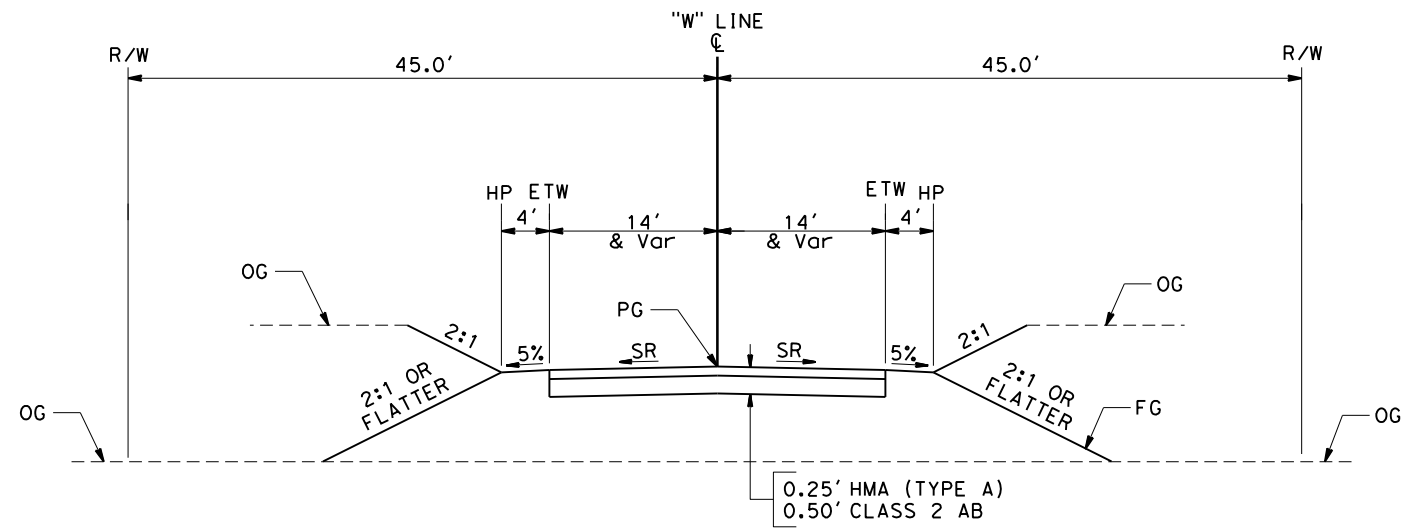 "W" LINE
℄
R/W
R/W
45.0'
45.0'
HP ETW
ETW HP
4'
14'
& Var
14'
& Var
4'
OG
OG
PG
2:1
5%
SR
SR
5%
2:1
2:1 OR
FLATTER
2:1 OR
FLATTER
OG
FG
OG
0.25' HMA (TYPE A)
0.50' CLASS 2 AB